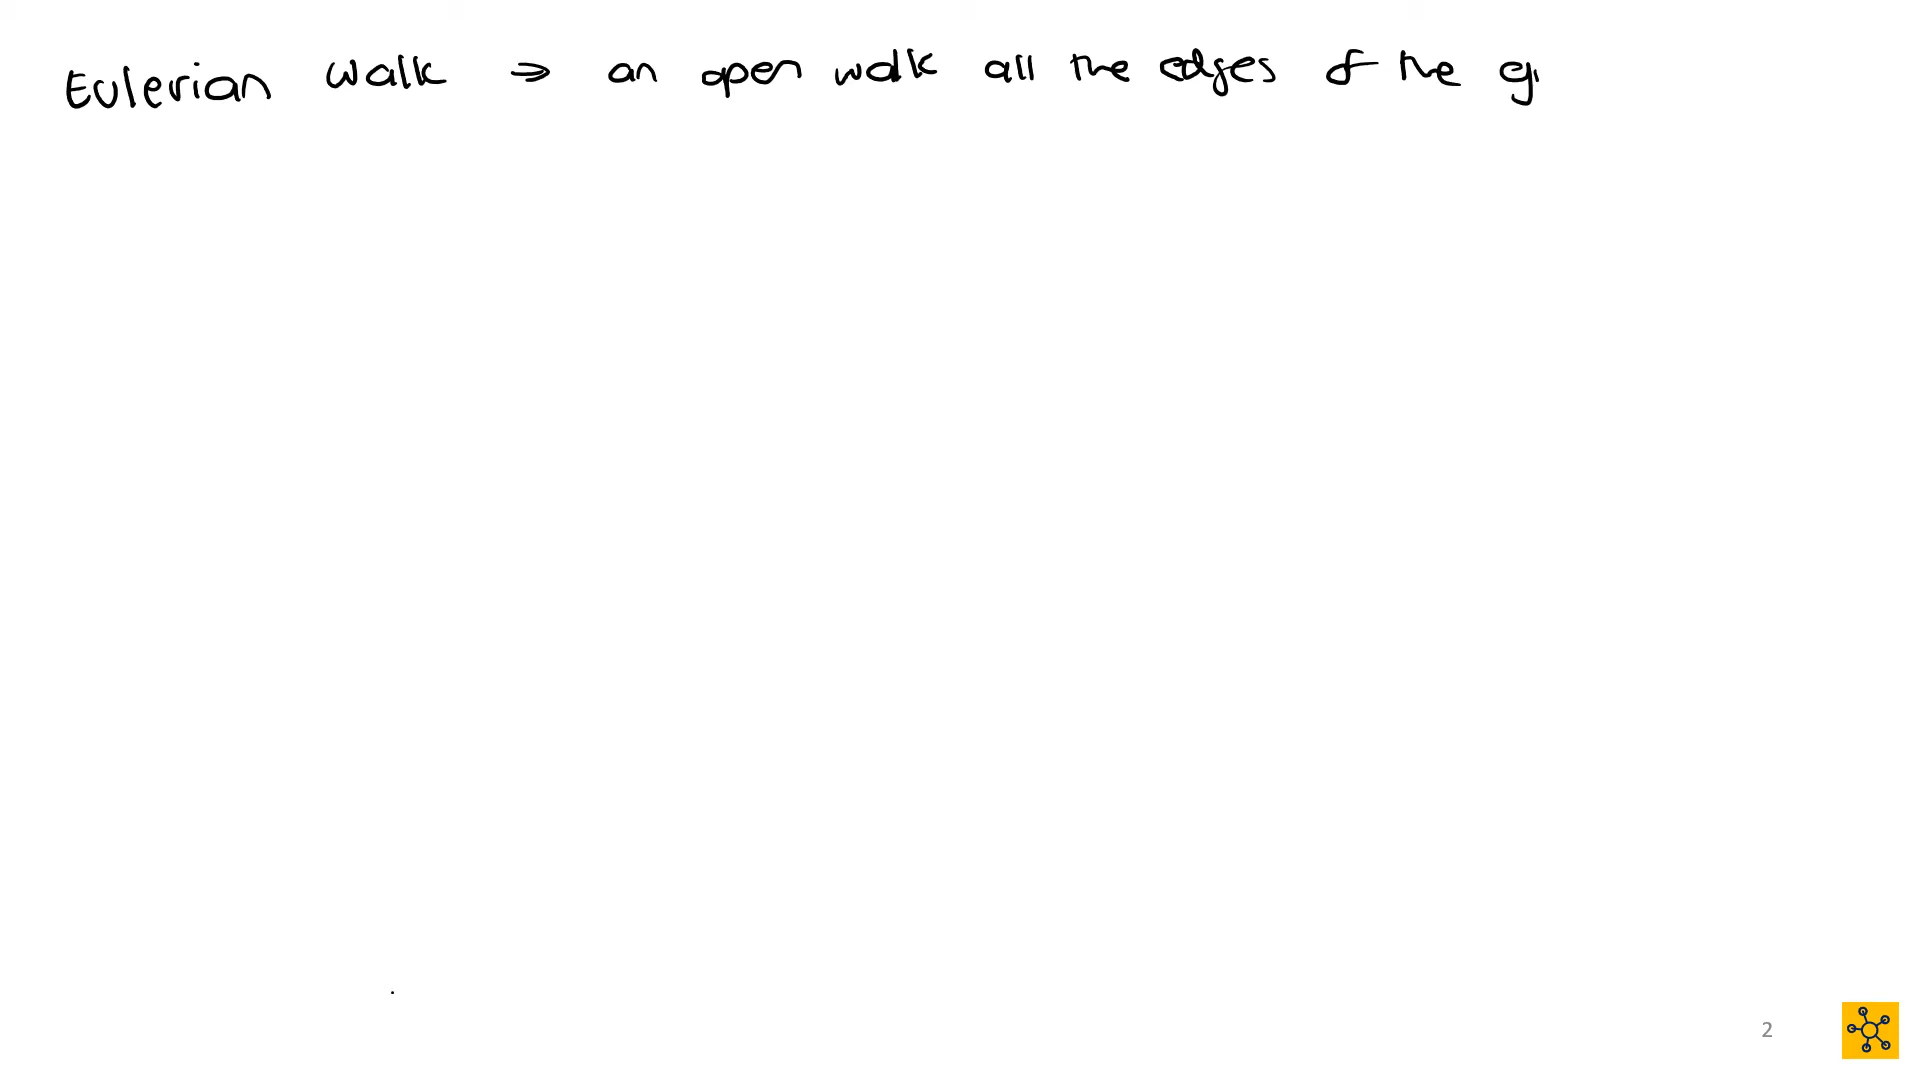 Eulerian walk ⇒ an open walk all the edges of the g
2